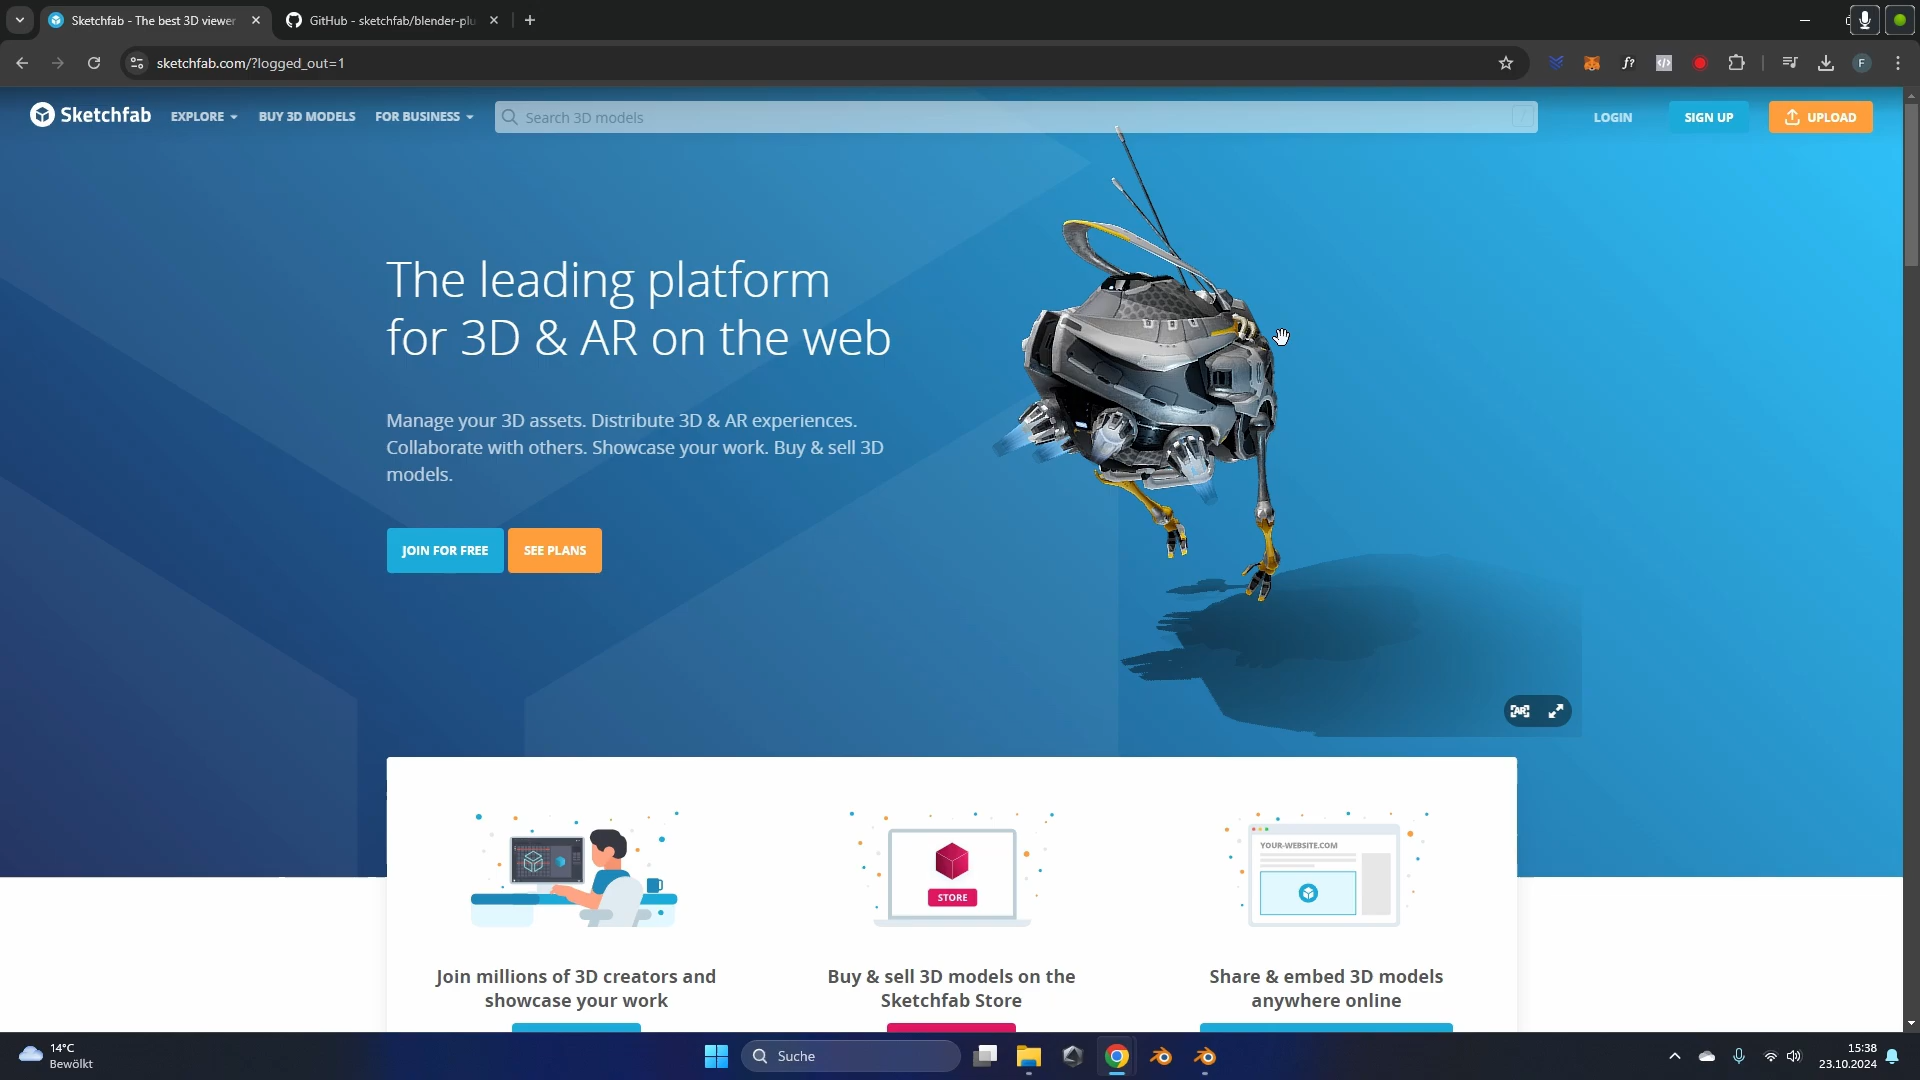 Sketchfab - The best 3D viewer
GitHub - sketchfab/blender-plu
sketchfab.com/?logged_out=1
F
Sketchfab
EXPLORE
BUY 3D MODELS
FOR BUSINESS
Search 3D models
/
LOGIN
SIGN UP
UPLOAD
The leading platform
for 3D & AR on the web
Manage your 3D assets. Distribute 3D & AR experiences.
Collaborate with others. Showcase your work. Buy & sell 3D
models.
JOIN FOR FREE
SEE PLANS
AR
YOUR-WEBSITE.COM
STORE
Join millions of 3D creators and
showcase your work
Buy & sell 3D models on the
Sketchfab Store
Share & embed 3D models
anywhere online
14°C
Bewölkt
Suche
15:38
23.10.2024